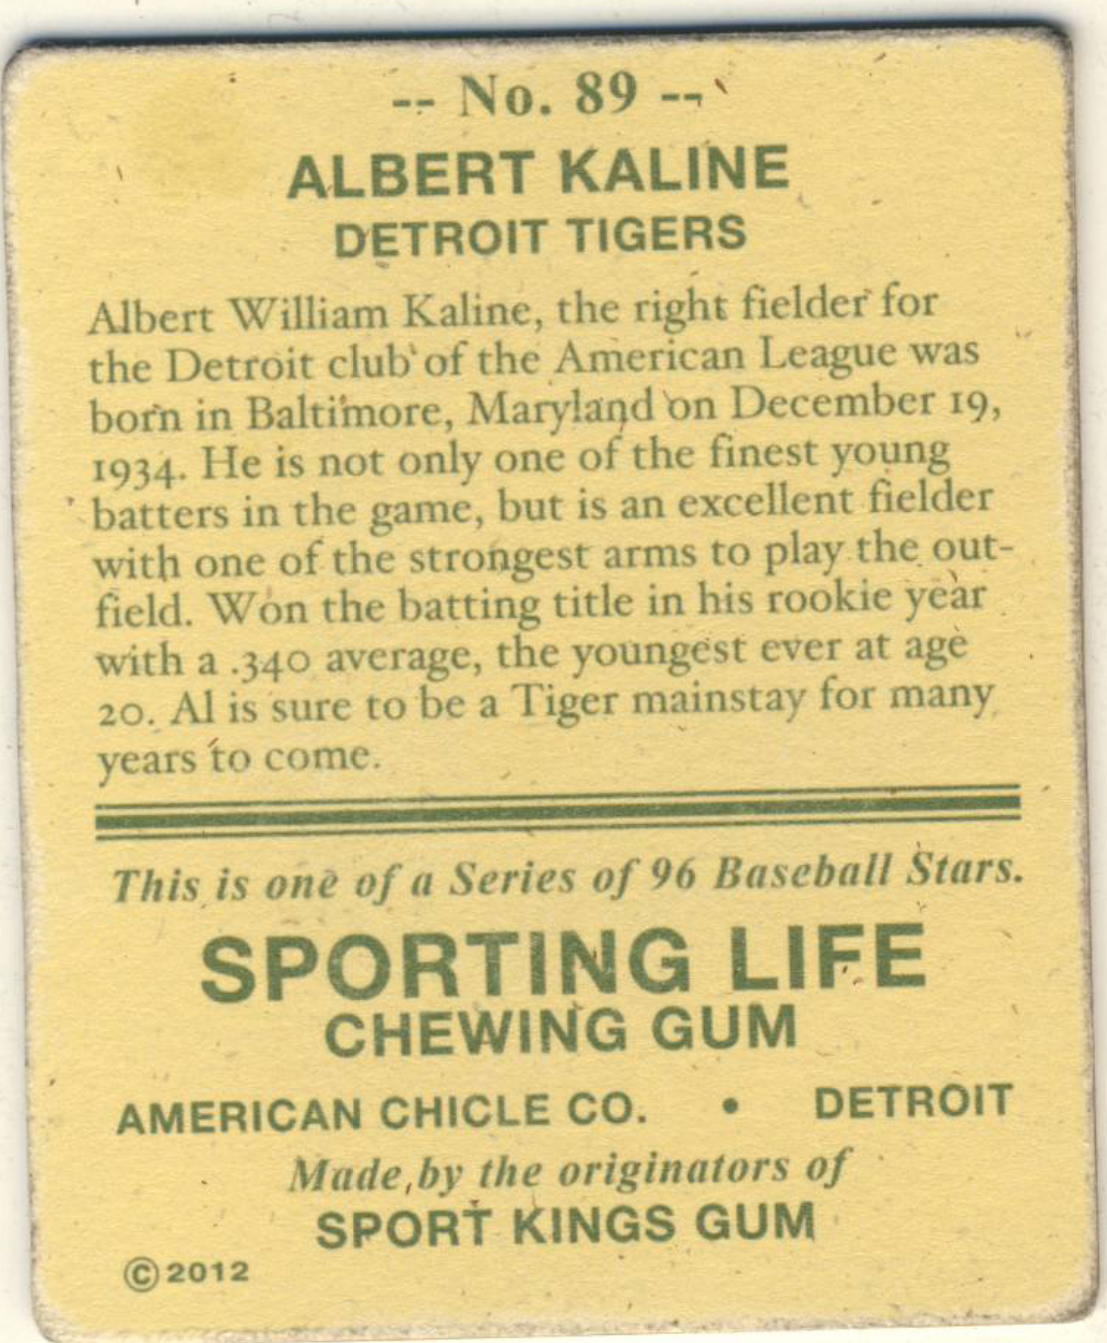 -- No. 89 --
ALBERT KALINE
DETROIT TIGERS
Albert William Kaline, the right fielder for
the Detroit club of the American League was
born in Baltimore, Maryland on December 19,
1934. He is not only one of the finest young
batters in the game, but is an excellent fielder
with one of the strongest arms to play the out-
field. Won the batting title in his rookie year
with a .340 average, the youngest ever at age
20. Al is sure to be a Tiger mainstay for many
years to come.
This is one of a Series of 96 Baseball Stars.
SPORTING LIFE
CHEWING GUM
AMERICAN CHICLE CO. • DETROIT
Made by the originators of
SPORT KINGS GUM
©2012